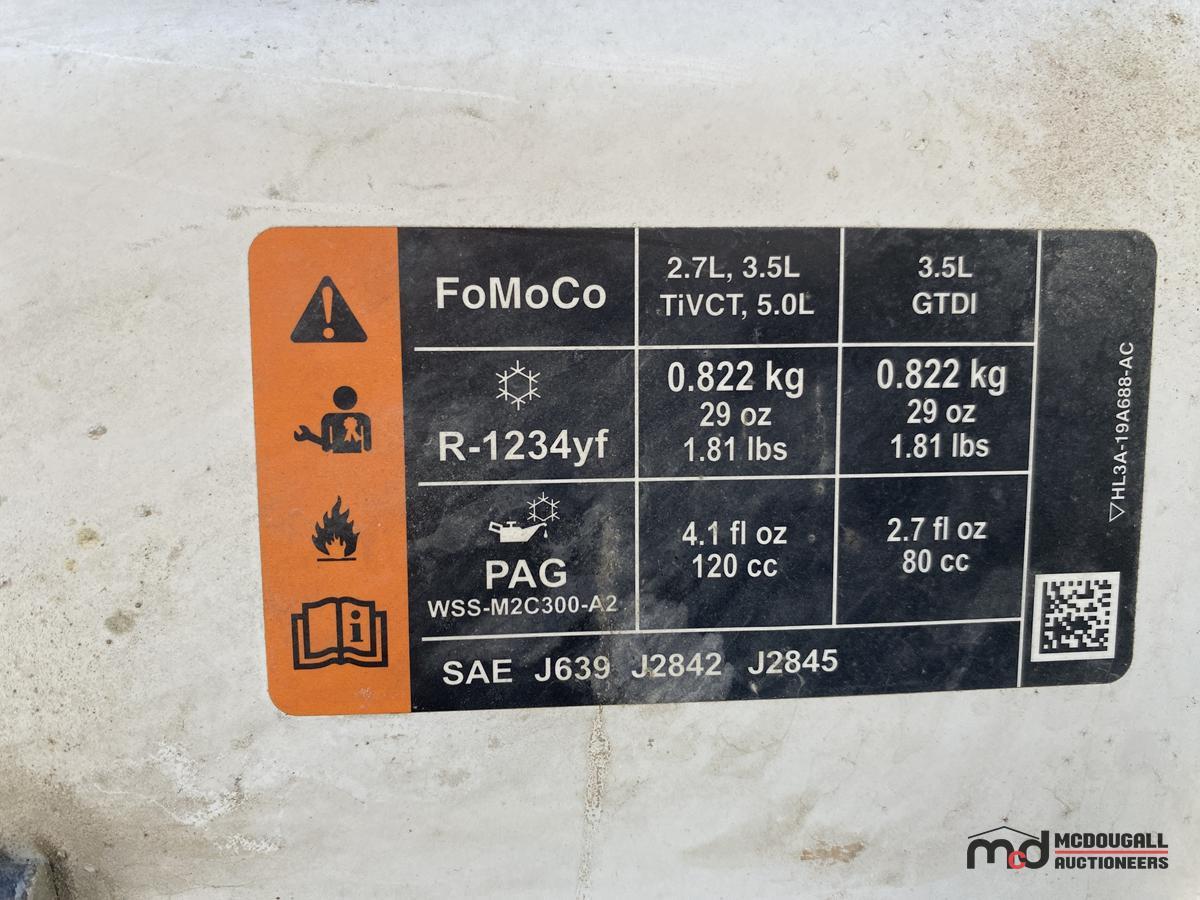 FoMoCo
2.7L, 3.5L
TiVCT, 5.0L
3.5L
GTDI
R-1234yf
0.822 kg
29 oz
1.81 lbs
0.822 kg
29 oz
1.81 lbs
PAG
WSS-M2C300-A2
4.1 fl oz
120 cc
2.7 fl oz
80 cc
SAE J639 J2842 J2845
HL3A-19A688-AC
mcd
MCDOUGALL
AUCTIONEERS